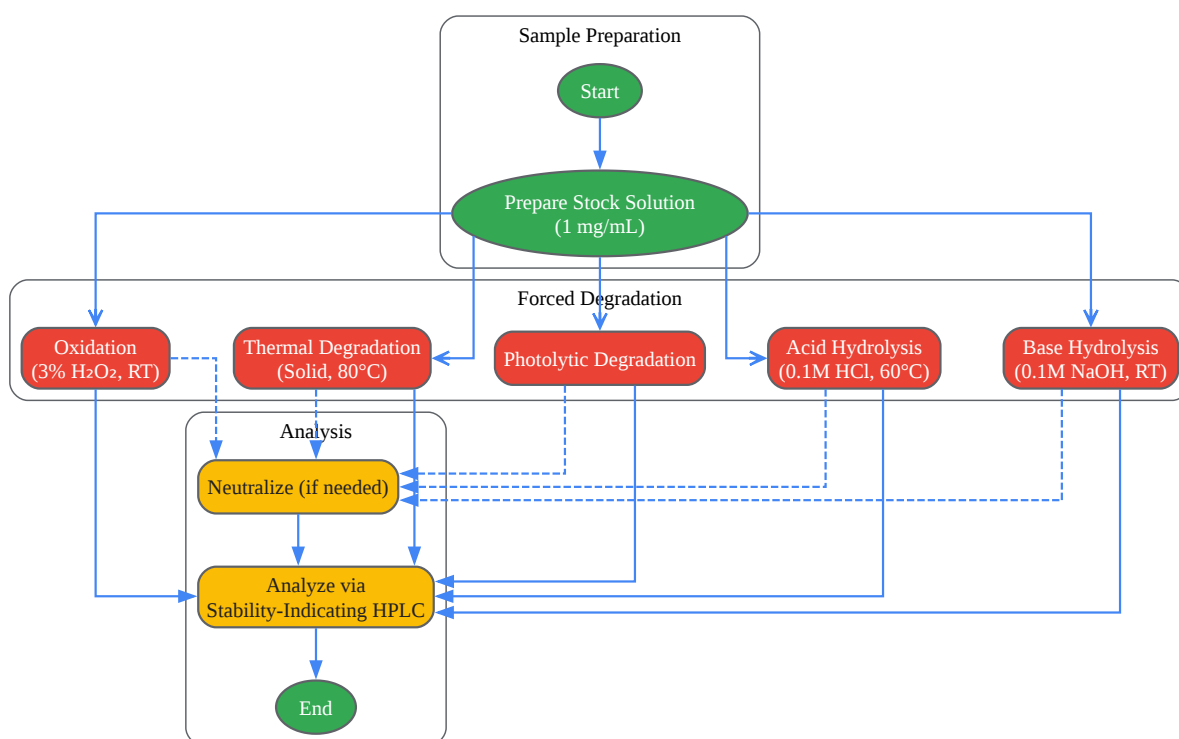 Sample Preparation
Start
Prepare Stock Solution
(1 mg/mL)
Forced Degradation
Oxidation
(3% H₂O₂, RT)
Thermal Degradation
(Solid, 80°C)
Photolytic Degradation
Acid Hydrolysis
(0.1M HCl, 60°C)
Base Hydrolysis
(0.1M NaOH, RT)
Analysis
Neutralize (if needed)
Analyze via
Stability-Indicating HPLC
End